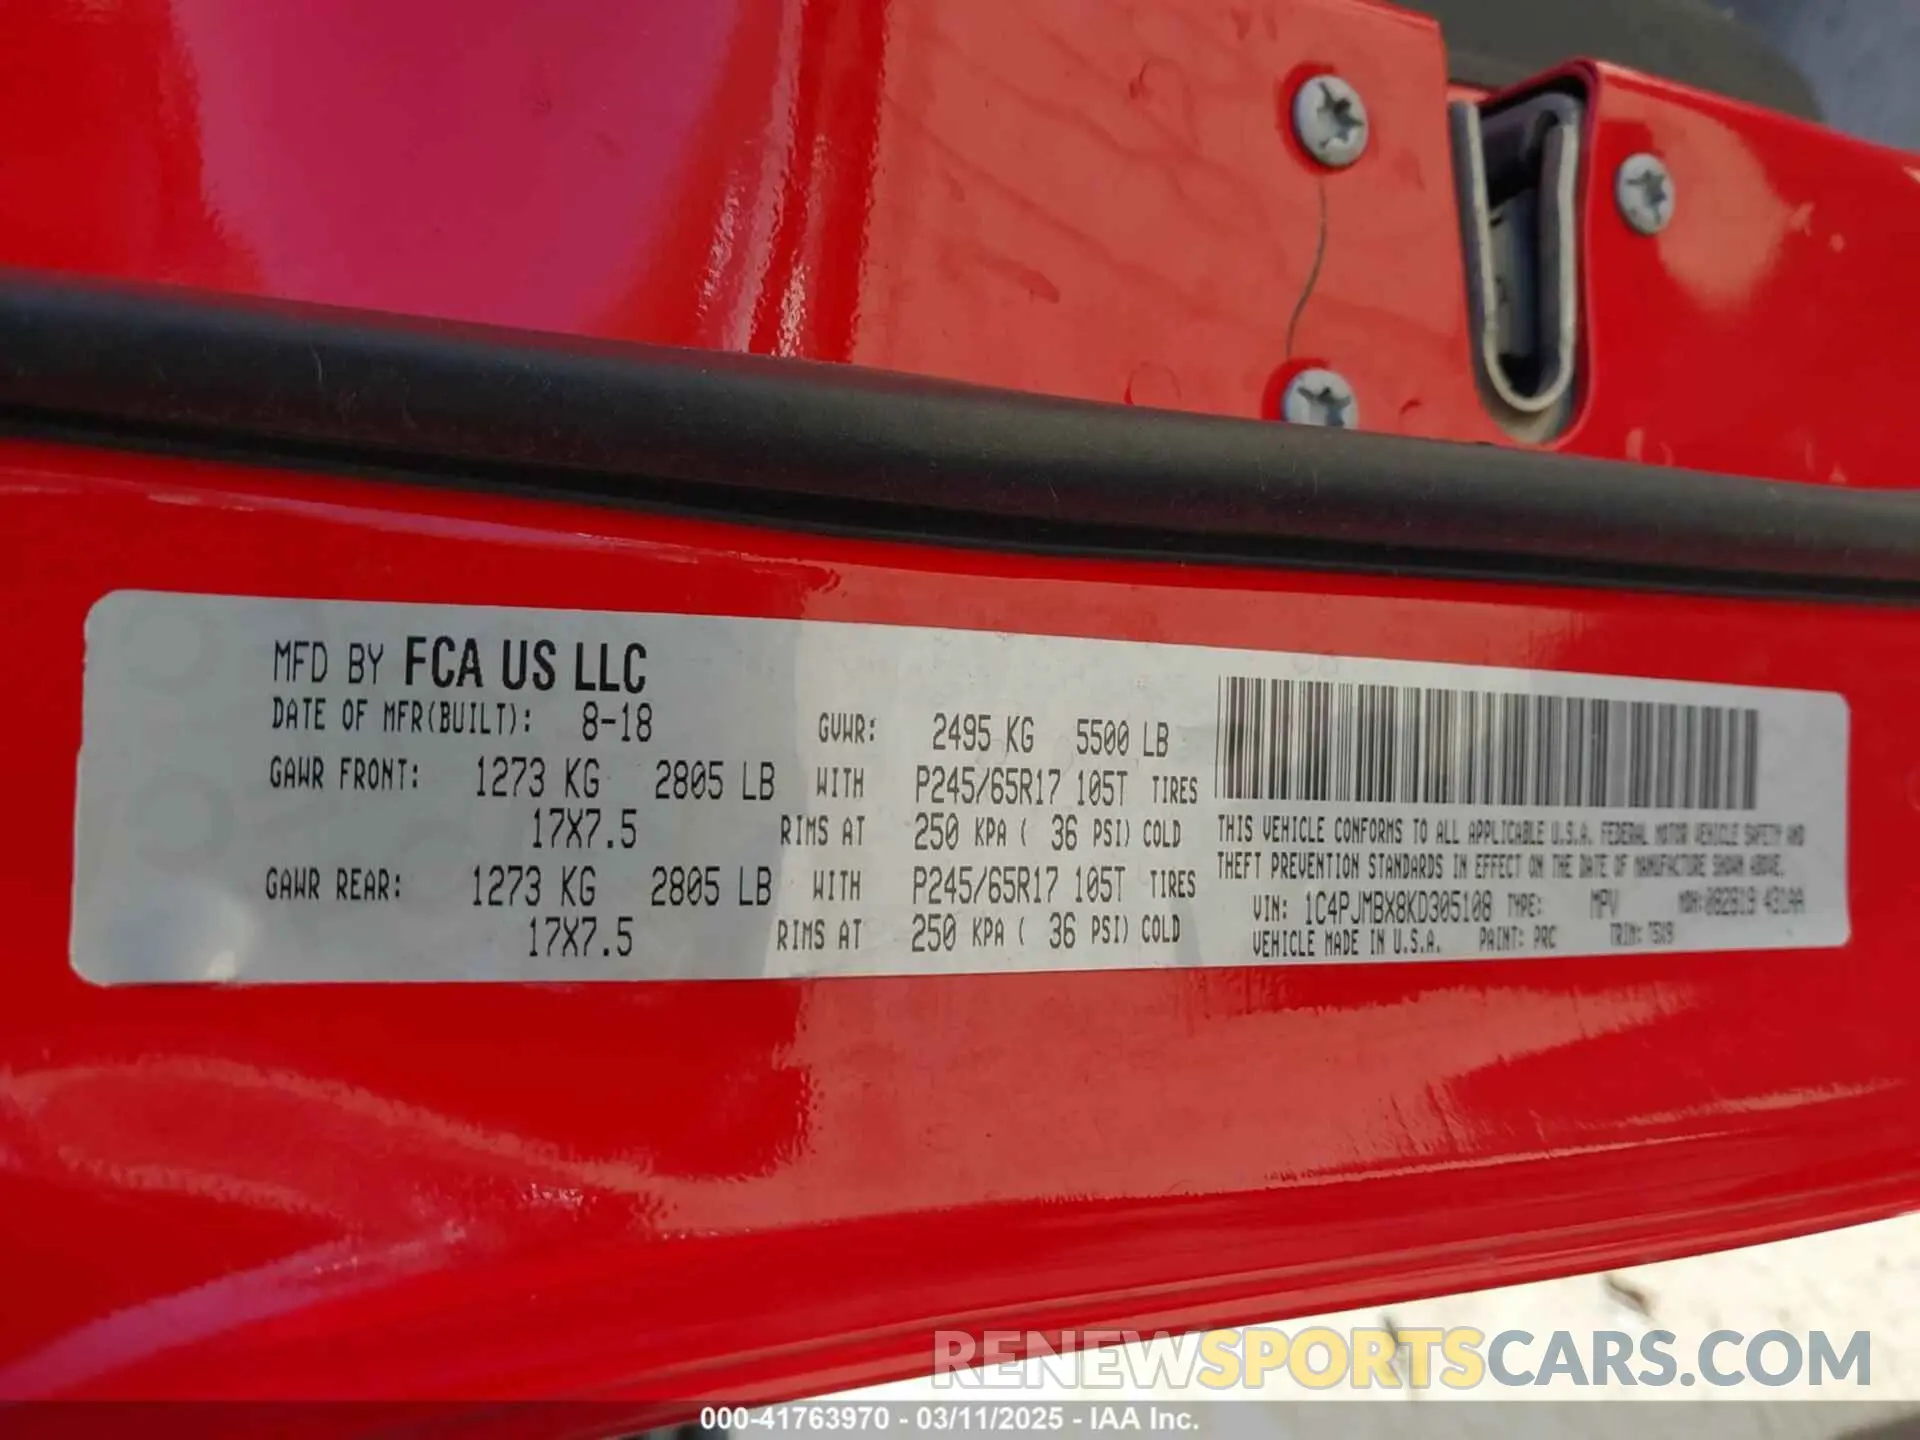 MFD BY FCA US LLC
DATE OF MFR(BUILT): 8-18 GVWR: 2495 KG 5500 LB
GAWR FRONT: 1273 KG 2805 LB WITH P245/65R17 105T TIRES
17X7.5 RIMS AT 250 KPA ( 36 PSI) COLD
GAWR REAR: 1273 KG 2805 LB WITH P245/65R17 105T TIRES
17X7.5 RIMS AT 250 KPA ( 36 PSI) COLD
THIS VEHICLE CONFORMS TO ALL APPLICABLE U.S.A. FEDERAL MOTOR VEHICLE SAFETY AND
THEFT PREVENTION STANDARDS IN EFFECT ON THE DATE OF MANUFACTURE SHOWN ABOVE.
VIN: 1C4PJMBX8KD305108 TYPE: MPV MDH:
VEHICLE MADE IN U.S.A. PAINT: PRC TRIM:
RENEWSPORTSCARS.COM
000-41763970 - 03/11/2025 - IAA Inc.